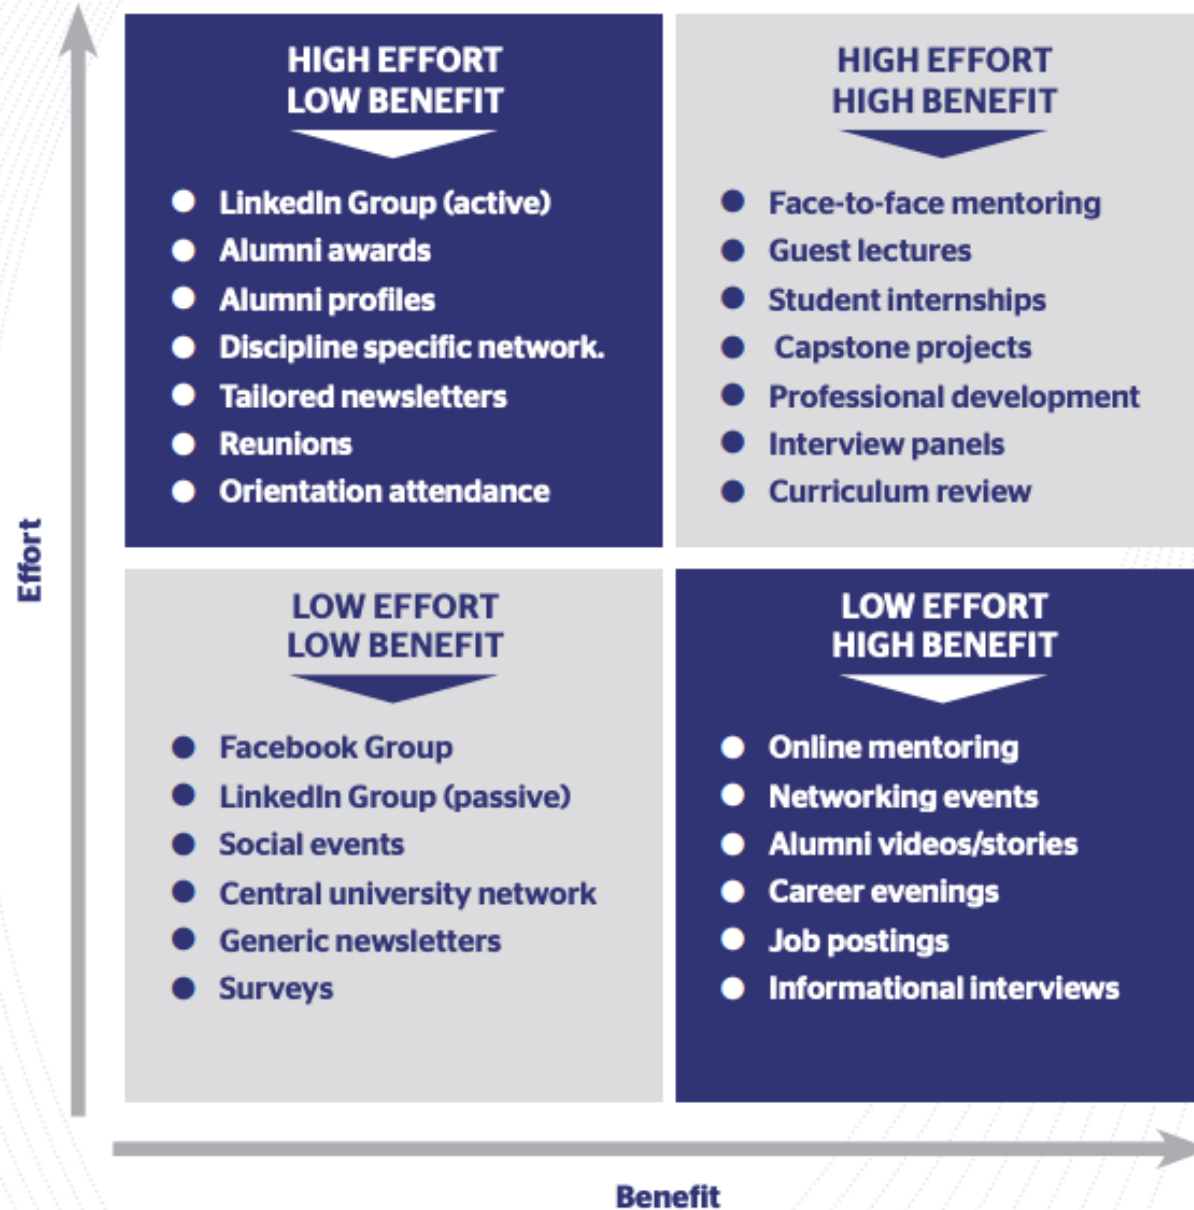 HIGH EFFORT
LOW BENEFIT
LinkedIn Group (active)
Alumni awards
Alumni profiles
Discipline specific network.
Tailored newsletters
Reunions
Orientation attendance
HIGH EFFORT
HIGH BENEFIT
Face-to-face mentoring
Guest lectures
Student internships
Capstone projects
Professional development
Interview panels
Curriculum review
Effort
LOW EFFORT
LOW BENEFIT
Facebook Group
LinkedIn Group (passive)
Social events
Central university network
Generic newsletters
Surveys
LOW EFFORT
HIGH BENEFIT
Online mentoring
Networking events
Alumni videos/stories
Career evenings
Job postings
Informational interviews
Benefit